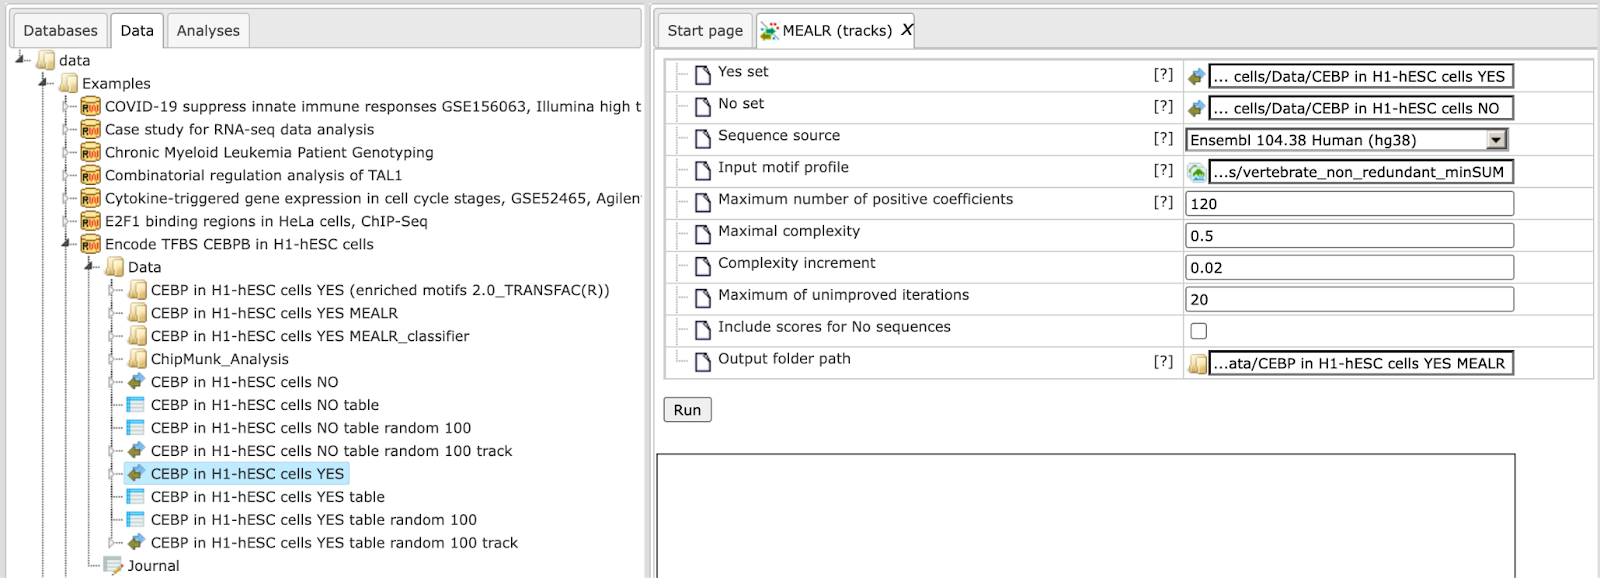 Databases
Data
Analyses
data
Examples
COVID-19 suppress innate immune responses GSE156063, Illumina high t
Case study for RNA-seq data analysis
Chronic Myeloid Leukemia Patient Genotyping
Combinatorial regulation analysis of TAL1
Cytokine-triggered gene expression in cell cycle stages, GSE52465, Agilen
E2F1 binding regions in HeLa cells, ChIP-Seq
Encode TFBS CEBPB in H1-hESC cells
Data
CEBP in H1-hESC cells YES (enriched motifs 2.0_TRANSFAC(R))
CEBP in H1-hESC cells YES MEALR
CEBP in H1-hESC cells YES MEALR_classifier
ChipMunk_Analysis
CEBP in H1-hESC cells NO
CEBP in H1-hESC cells NO table
CEBP in H1-hESC cells NO table random 100
CEBP in H1-hESC cells NO table random 100 track
CEBP in H1-hESC cells YES
CEBP in H1-hESC cells YES table
CEBP in H1-hESC cells YES table random 100
CEBP in H1-hESC cells YES table random 100 track
Journal
Start page
MEALR (tracks) X
Yes set [?] ... cells/Data/CEBP in H1-hESC cells YES
No set [?] ... cells/Data/CEBP in H1-hESC cells NO
Sequence source [?] Ensembl 104.38 Human (hg38)
Input motif profile [?] ...s/vertebrate_non_redundant_minSUM
Maximum number of positive coefficients [?] 120
Maximal complexity 0.5
Complexity increment 0.02
Maximum of unimproved iterations 20
Include scores for No sequences
Output folder path [?] ...ata/CEBP in H1-hESC cells YES MEALR
Run